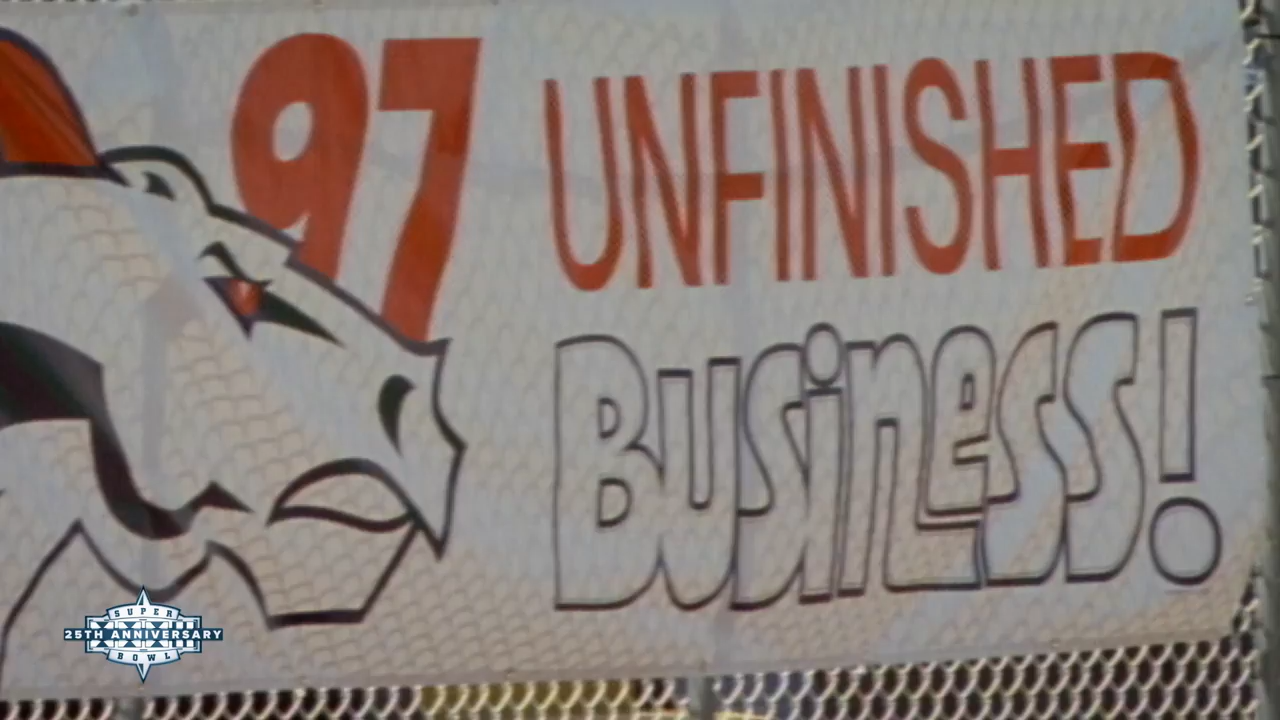 97 UNFINISHED
BUSiNeSS!
SUPER
25TH ANNIVERSARY
BOWL